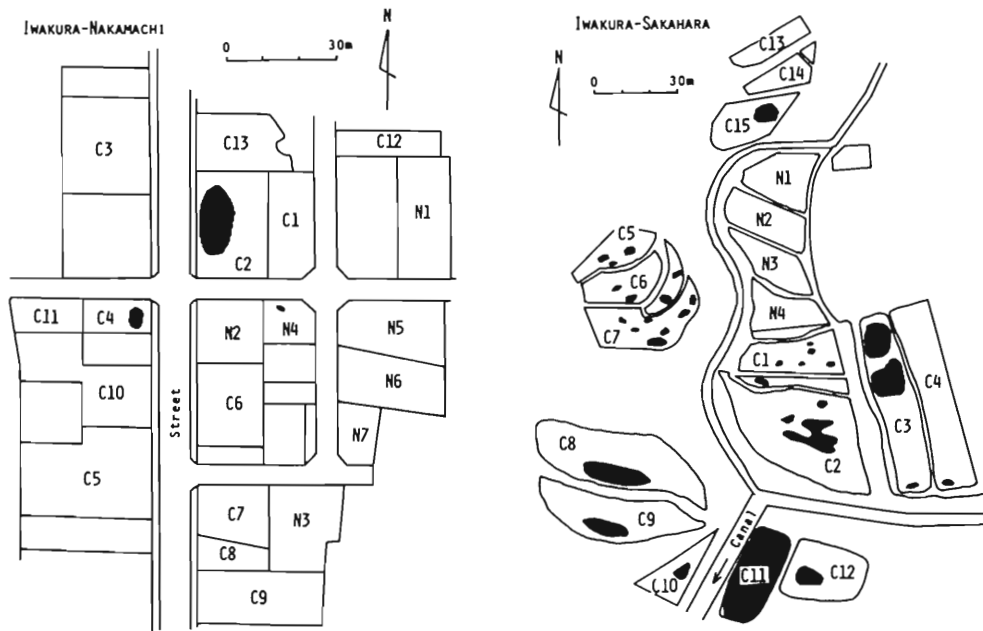 IWAKURA-NAKAMACHI
0 30m
N
C3
C13
C12
C1
N1
C2
C11
C4
N2
N4
N5
N6
C10
C6
Street
N7
C5
C7
N3
C8
C9
IWAKURA-SAKAHARA
N
0 30m
C13
C14
C15
N1
N2
C5
N3
C6
N4
C7
C1
C4
C3
C8
C2
C9
Canal
C10
C11
C12